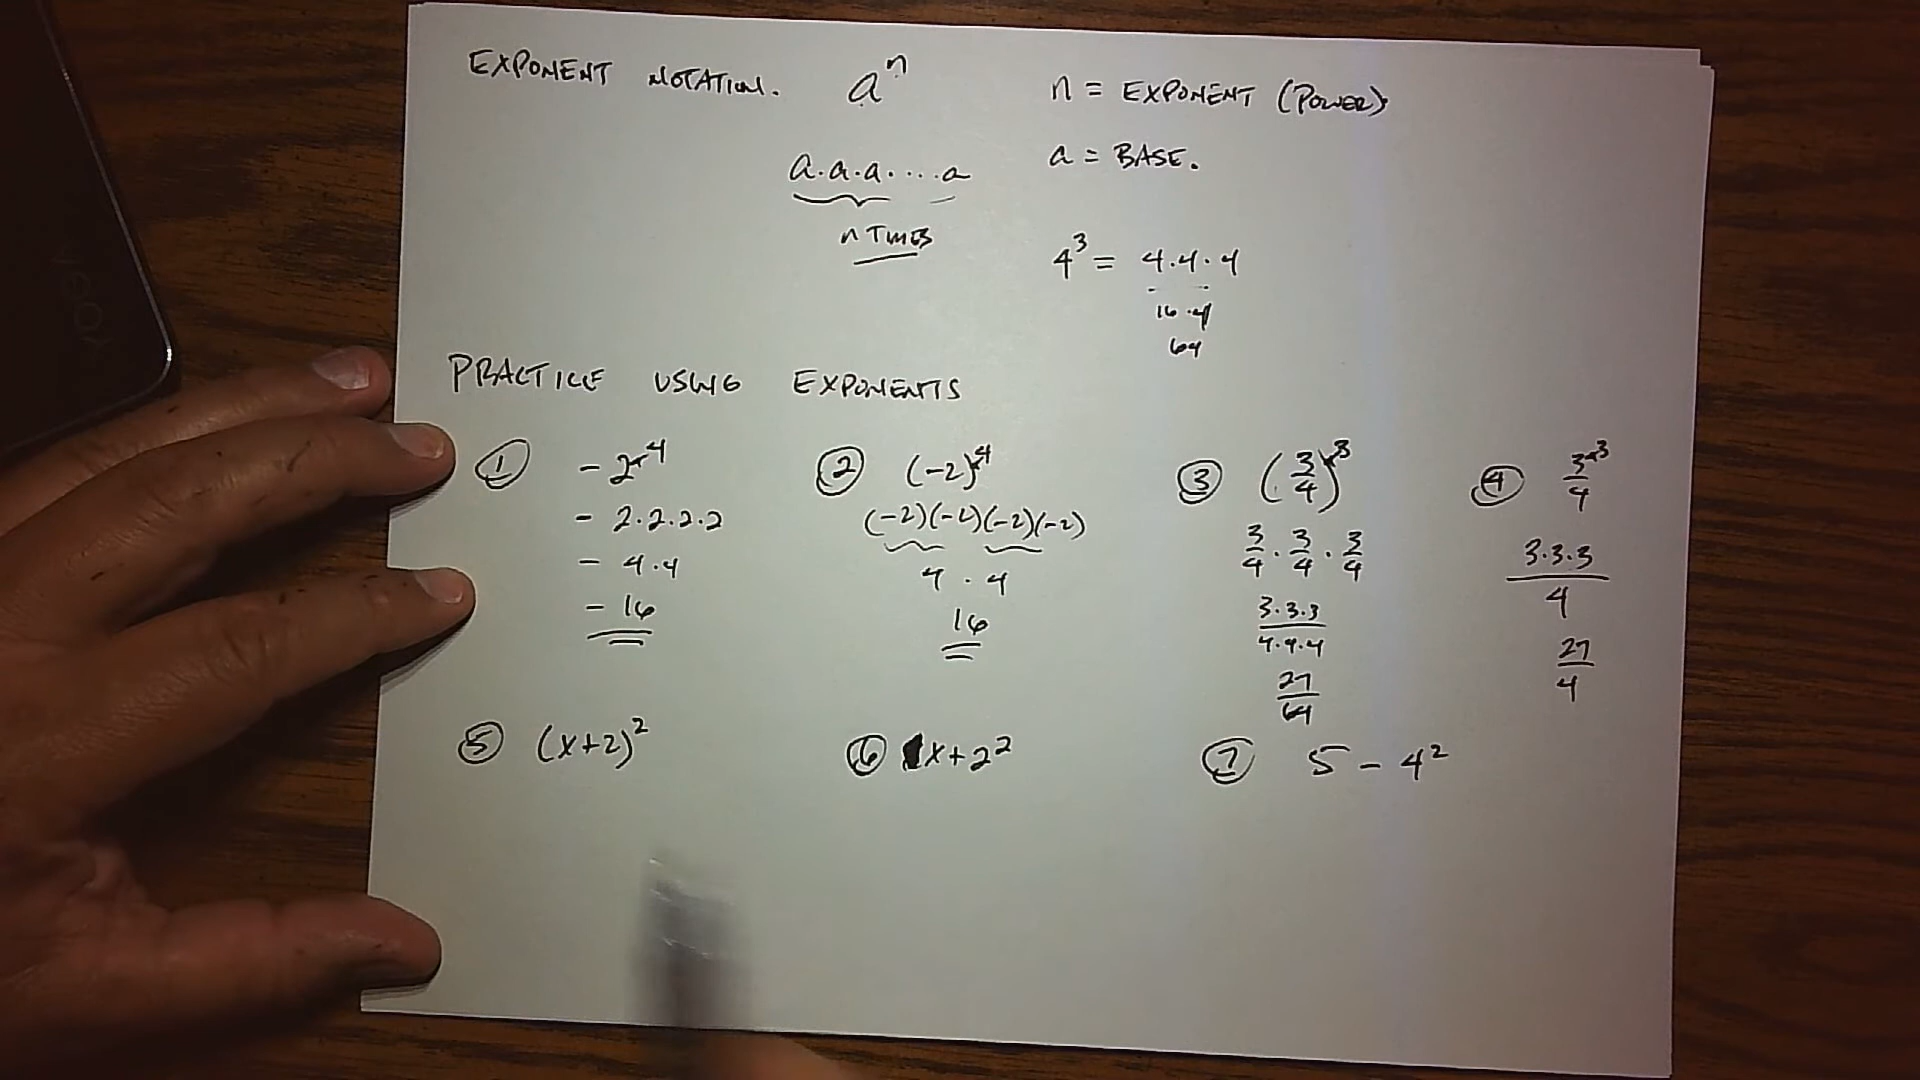 EXPONENT NOTATION. aⁿ n = EXPONENT (POWER).
a·a·a····a a = BASE.
n TIMES
4³ = 4·4·4
16·4
64
PRACTICE USING EXPONENTS
① -2⁴
- 2·2·2·2
- 4·4
- 16
② (-2)⁴
(-2)(-2)(-2)(-2)
4 · 4
16
③ (3/4)³
3/4 · 3/4 · 3/4
3·3·3/4·4·4
27/64
④ 3³/4
3·3·3/4
27/4
⑤ (x+2)² ⑥ x+2² ⑦ 5-4²
YOGA